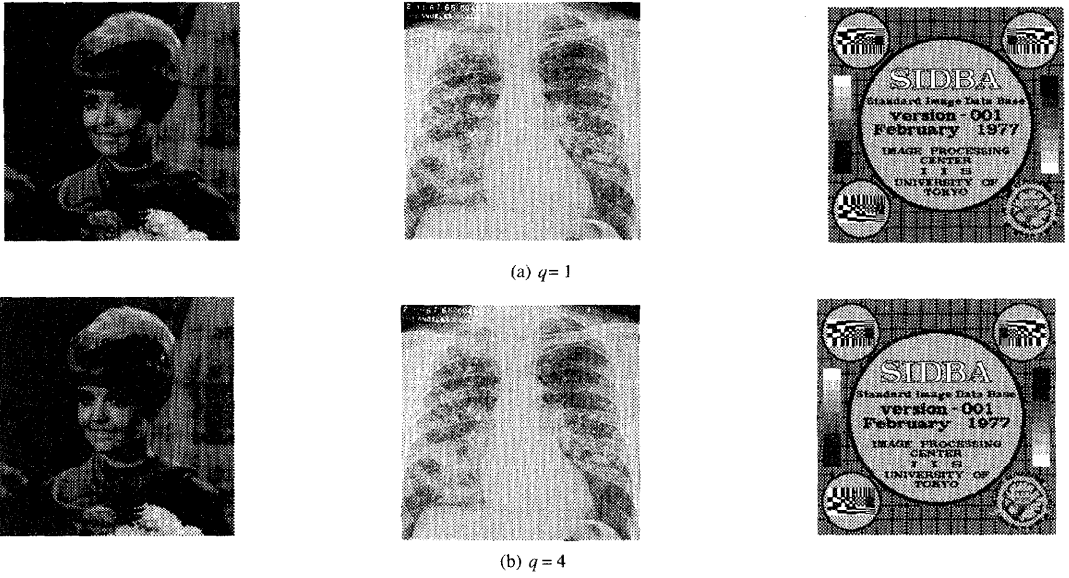 SIDBA
Standard Image Data Base
version - 001
February 1977
IMAGE PROCESSING
CENTER
I I S
UNIVERSITY OF
TOKYO
(a) q = 1
SIDBA
Standard Image Data Base
version - 001
February 1977
IMAGE PROCESSING
CENTER
I I S
UNIVERSITY OF
TOKYO
(b) q = 4